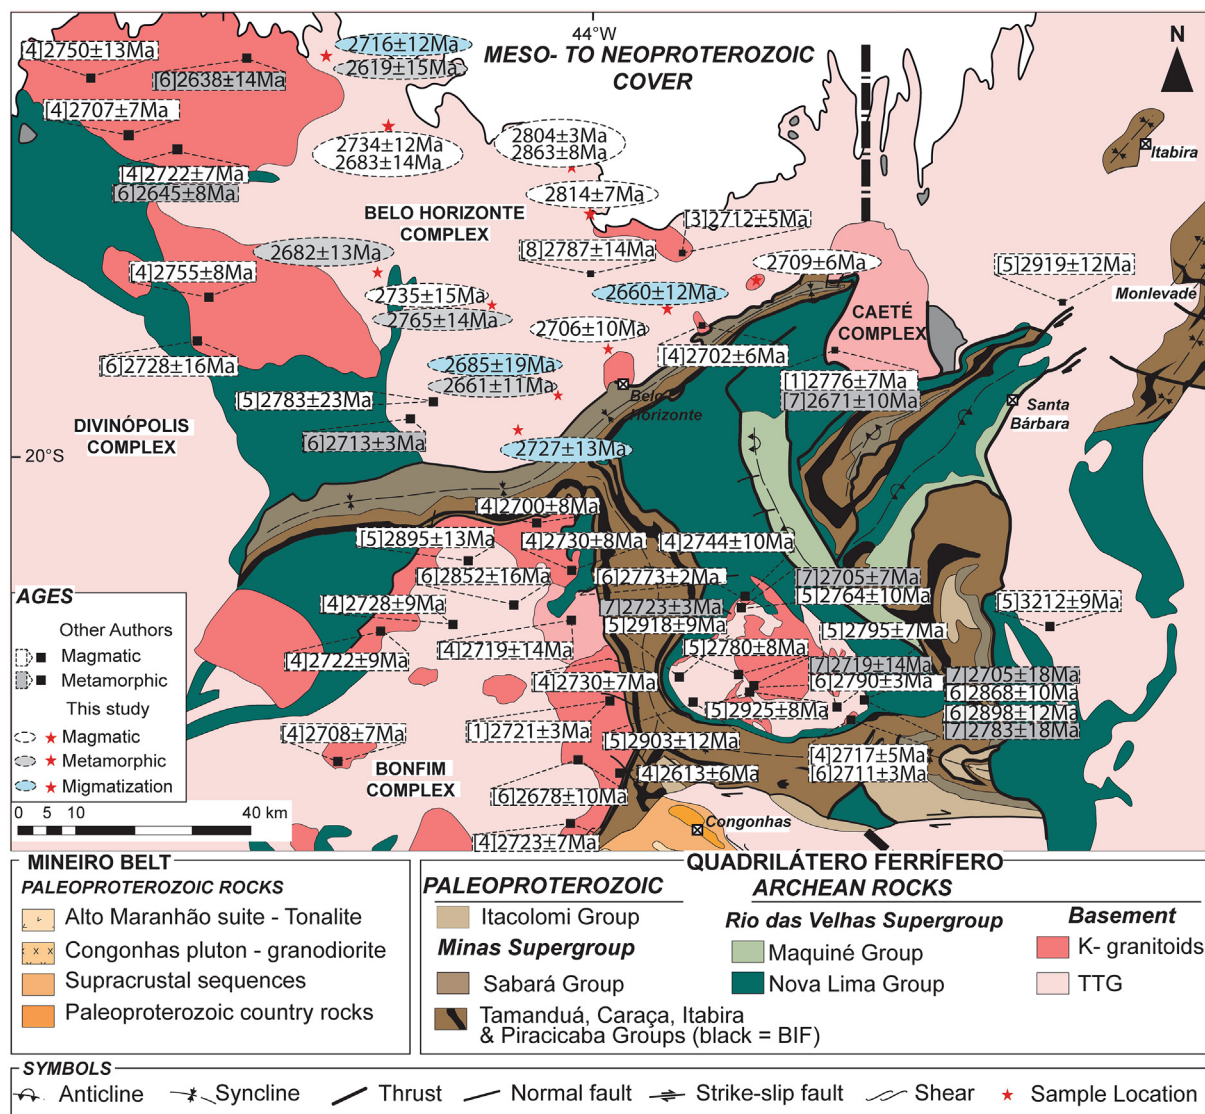 44°W
N
[4]2750±13Ma
2716±12Ma
MESO- TO NEOPROTEROZOIC
COVER
[6]2638±14Ma
2619±15Ma
[4]2707±7Ma
2734±12Ma
2683±14Ma
2804±3Ma
2863±8Ma
Itabira
[4]2722±7Ma
6]2645±8Ma
2814±7Ma
BELO HORIZONTE
COMPLEX
[3]2712±5Ma
2682±13Ma
[8]2787±14Ma
2709±6Ma
[5]2919±12Ma
[4]2755±8Ma
2735±15Ma
2660±12Ma
Monlevade
2765±14Ma
2706±10Ma
CAETÉ
COMPLEX
[6]2728±16Ma
2685±19Ma
[4]2702±6Ma
2661±11Ma
[1]2776±7Ma
[7]2671±10Ma
[5]2783±23Ma
Belo
Horizonte
Santa
Bárbara
DIVINÓPOLIS
COMPLEX
[6]2713±3Ma
2727±13Ma
20°S
[4]2700±8Ma
[5]2895±13Ma
[4]2730±8Ma
[4]2744±10Ma
[6]2852±16Ma
[6]2773±2Ma
7]2705±7Ma
[5]2764±10Ma
[4]2728±9Ma
7]2723±3Ma
5]2918±9Ma
[5]3212±9Ma
[5]2795±7Ma
[4]2722±9Ma
[4]2719±14Ma
[5]2780±8Ma
7]2719±14Ma
[6]2790±3Ma
7]2705±18Ma
[6]2868±10Ma
[4]2730±7Ma
[5]2925±8Ma
[6]2898±12Ma
7]2783±18Ma
[4]2708±7Ma
[1]2721±3Ma
[5]2903±12Ma
[4]2717±5Ma
[6]2711±3Ma
BONFIM
COMPLEX
[4]2613±6Ma
[6]2678±10Ma
Congonhas
[4]2723±7Ma
AGES
Other Authors
Magmatic
Metamorphic
This study
Magmatic
Metamorphic
Migmatization
0 5 10 40 km
MINEIRO BELT
PALEOPROTEROZOIC ROCKS
Alto Maranhão suite - Tonalite
Congonhas pluton - granodiorite
Supracrustal sequences
Paleoproterozoic country rocks
QUADRILÁTERO FERRÍFERO
PALEOPROTEROZOIC
Itacolomi Group
Minas Supergroup
Sabará Group
Tamanduá, Caraça, Itabira
& Piracicaba Groups (black = BIF)
ARCHEAN ROCKS
Rio das Velhas Supergroup
Maquiné Group
Nova Lima Group
Basement
K- granitoids
TTG
SYMBOLS
Anticline
Syncline
Thrust
Normal fault
Strike-slip fault
Shear
Sample Location